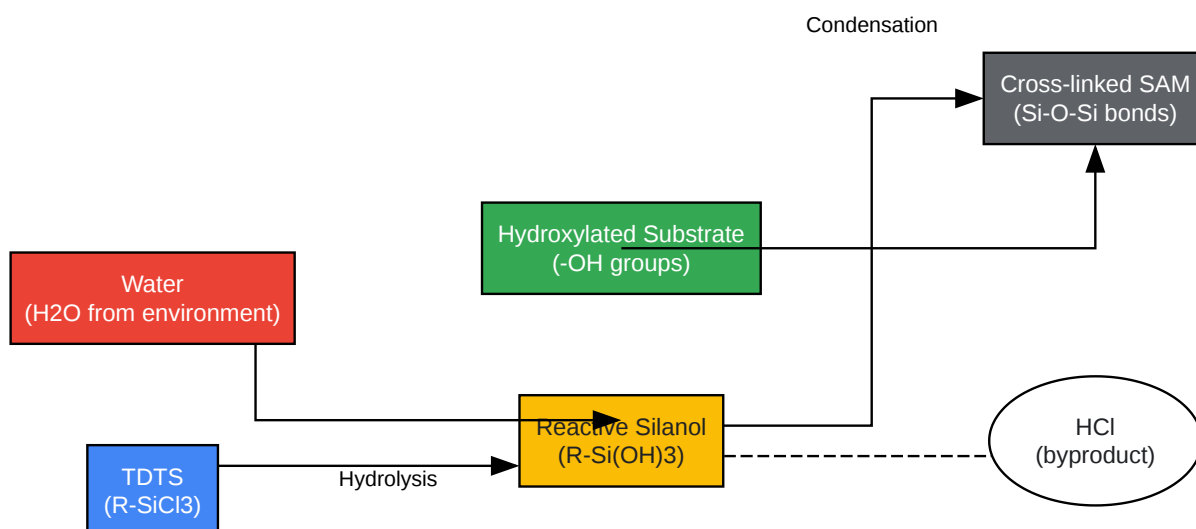 Condensation
Cross-linked SAM
(Si-O-Si bonds)
Hydroxylated Substrate
(-OH groups)
Water
(H2O from environment)
Reactive Silanol
(R-Si(OH)3)
HCl
(byproduct)
Hydrolysis
TDTS
(R-SiCl3)